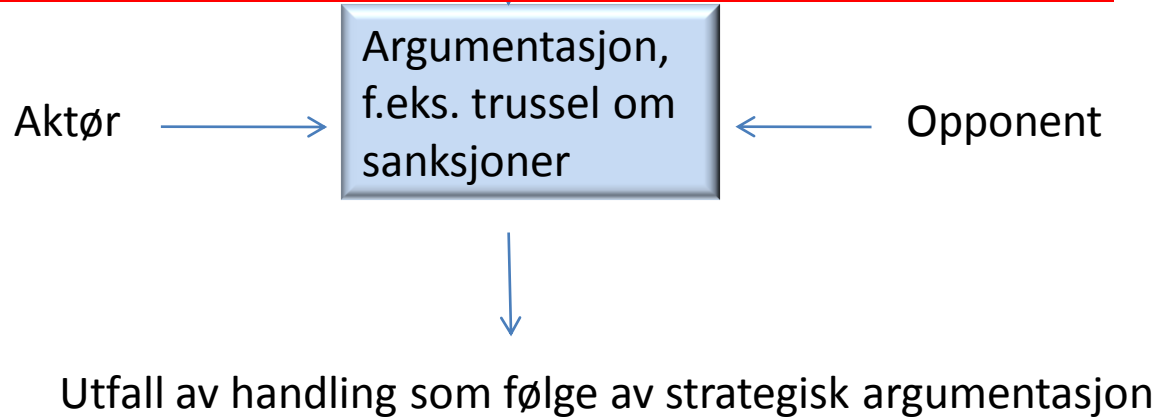 Argumentasjon,
f.eks. trussel om
sanksjoner
Aktør
Opponent
Utfall av handling som følge av strategisk argumentasjon